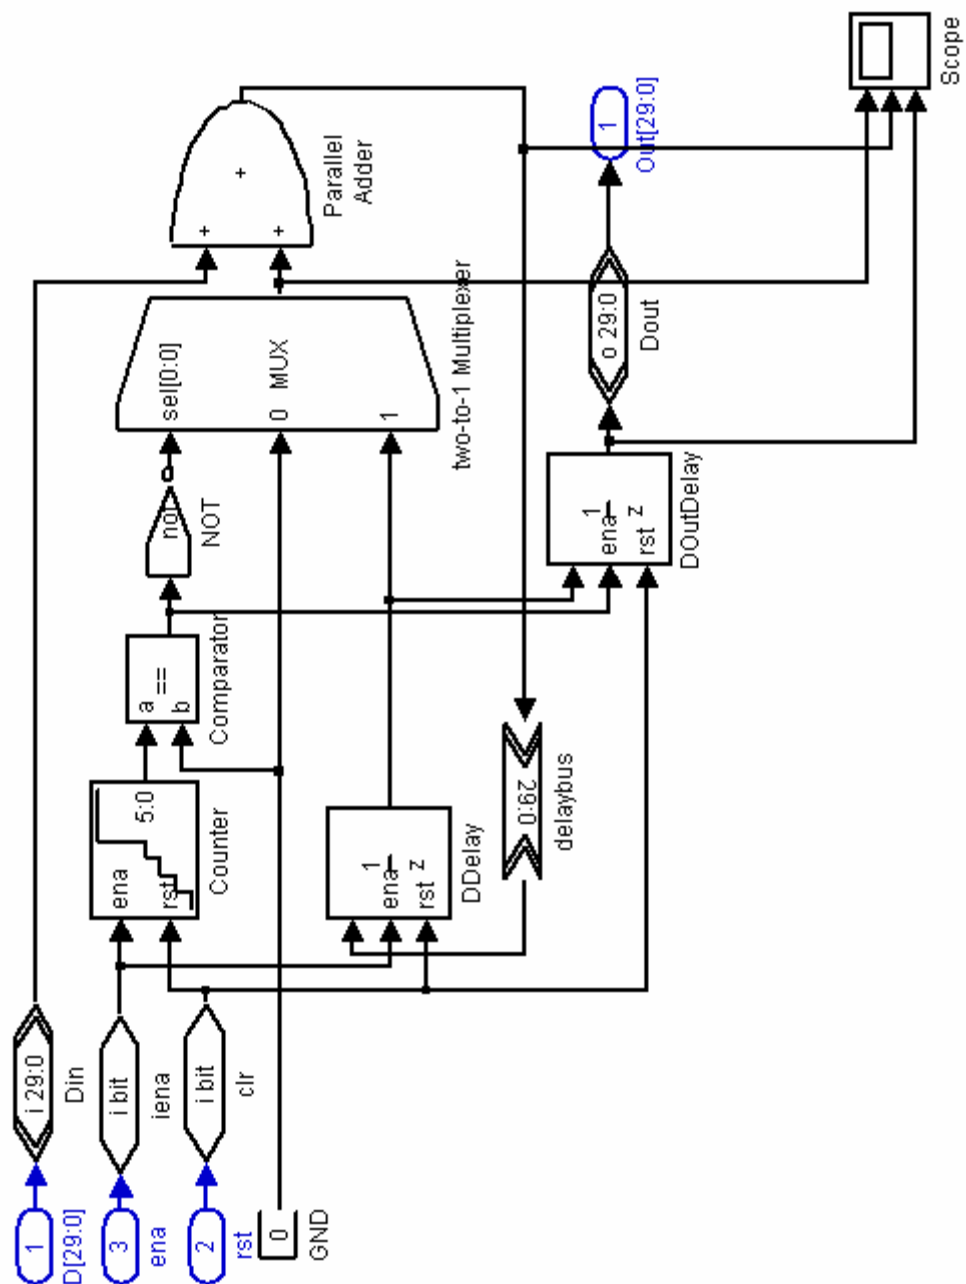 1
D[29:0]
i 29:0
Din
3
ena
i bit
iena
2
rst
i bit
clr
0
GND
ena
rst
5:0
Counter
a
==
b
Comparator
not
NOT
sel[0:0]
0 MUX
1
two-to-1 Multiplexer
+
+
+
Parallel
Adder
1
ena
z
rst
DDelay
29:0
delaybus
1
ena
z
rst
DOutDelay
o 29:0
Dout
1
Out[29:0]
Scope